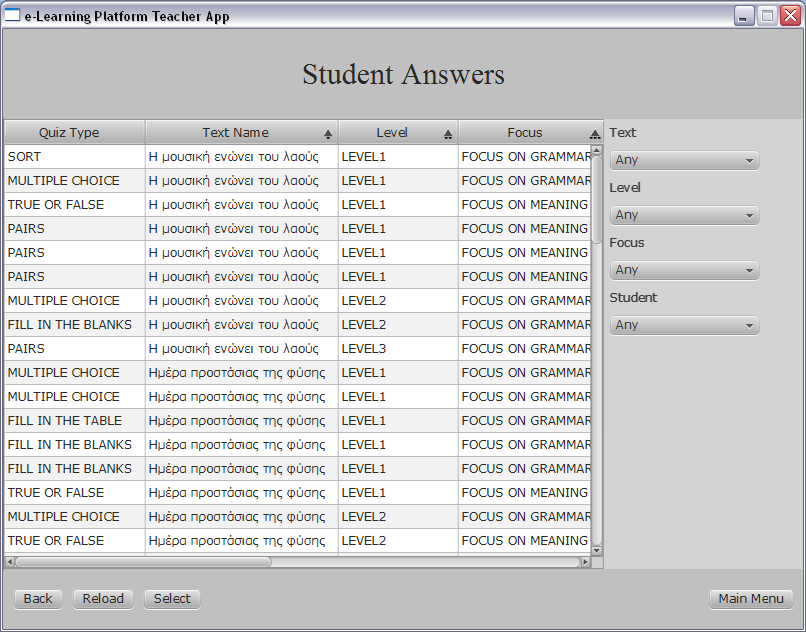 e-Learning Platform Teacher App
Student Answers
Quiz Type Text Name Level Focus
SORT Η μουσική ενώνει του λαούς LEVEL1 FOCUS ON GRAMMAR
MULTIPLE CHOICE Η μουσική ενώνει του λαούς LEVEL1 FOCUS ON GRAMMAR
TRUE OR FALSE Η μουσική ενώνει του λαούς LEVEL1 FOCUS ON MEANING
PAIRS Η μουσική ενώνει του λαούς LEVEL1 FOCUS ON MEANING
PAIRS Η μουσική ενώνει του λαούς LEVEL1 FOCUS ON MEANING
PAIRS Η μουσική ενώνει του λαούς LEVEL1 FOCUS ON MEANING
MULTIPLE CHOICE Η μουσική ενώνει του λαούς LEVEL2 FOCUS ON GRAMMAR
FILL IN THE BLANKS Η μουσική ενώνει του λαούς LEVEL2 FOCUS ON GRAMMAR
PAIRS Η μουσική ενώνει του λαούς LEVEL3 FOCUS ON GRAMMAR
MULTIPLE CHOICE Ημέρα προστάσιας της φύσης LEVEL1 FOCUS ON GRAMMAR
MULTIPLE CHOICE Ημέρα προστάσιας της φύσης LEVEL1 FOCUS ON GRAMMAR
FILL IN THE TABLE Ημέρα προστάσιας της φύσης LEVEL1 FOCUS ON GRAMMAR
FILL IN THE BLANKS Ημέρα προστάσιας της φύσης LEVEL1 FOCUS ON GRAMMAR
FILL IN THE BLANKS Ημέρα προστάσιας της φύσης LEVEL1 FOCUS ON GRAMMAR
TRUE OR FALSE Ημέρα προστάσιας της φύσης LEVEL1 FOCUS ON MEANING
MULTIPLE CHOICE Ημέρα προστάσιας της φύσης LEVEL2 FOCUS ON GRAMMAR
TRUE OR FALSE Ημέρα προστάσιας της φύσης LEVEL2 FOCUS ON MEANING
Text
Any
Level
Any
Focus
Any
Student
Any
Back Reload Select Main Menu